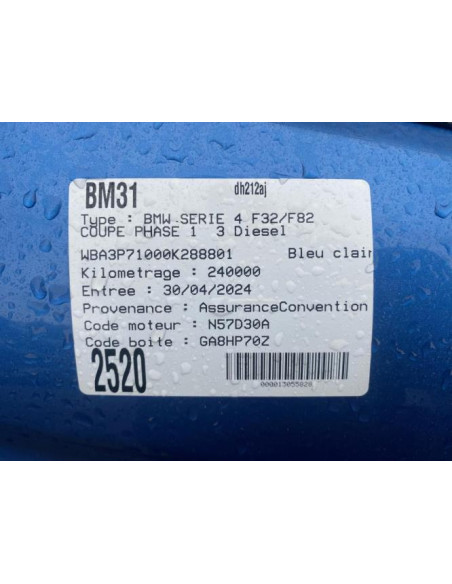 BM31 dh212aj
Type : BMW SERIE 4 F32/F82
COUPE PHASE 1 3 Diesel
WBA3P71000K288801 Bleu clair
Kilometrage : 240000
Entree : 30/04/2024
Provenance : AssuranceConvention
Code moteur : N57D30A
Code boite : GA8HP70Z
2520